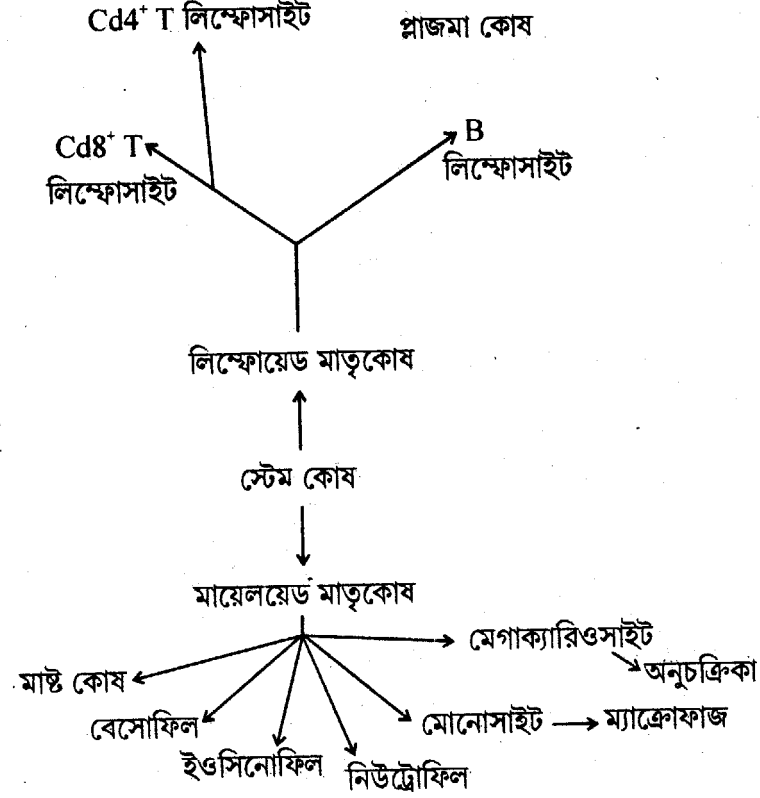 Cd4⁺ T লিম্ফোসাইট
প্লাজমা কোষ
Cd8⁺ T
লিম্ফোসাইট
B
লিম্ফোসাইট
লিম্ফোয়েড মাতৃকোষ
স্টেম কোষ
মায়েলয়েড মাতৃকোষ
মেগাক্যারিওসাইট
অনুচক্রিকা
মাষ্ট কোষ
বেসোফিল
মোনোসাইট
ম্যাক্রোফাজ
ইওসিনোফিল
নিউট্রোফিল